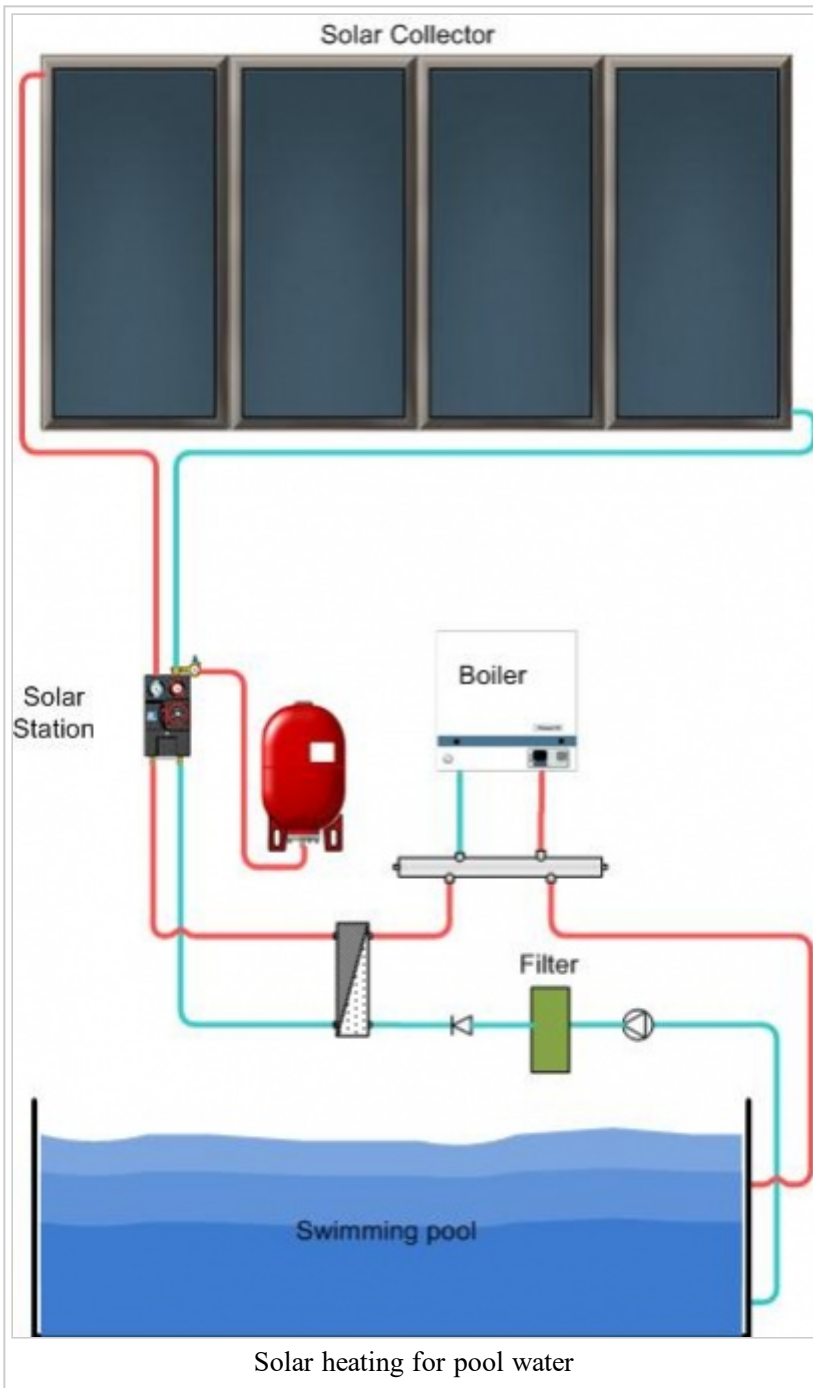 Solar Collector
Solar
Station
Boiler
Filter
Swimming pool
Solar heating for pool water